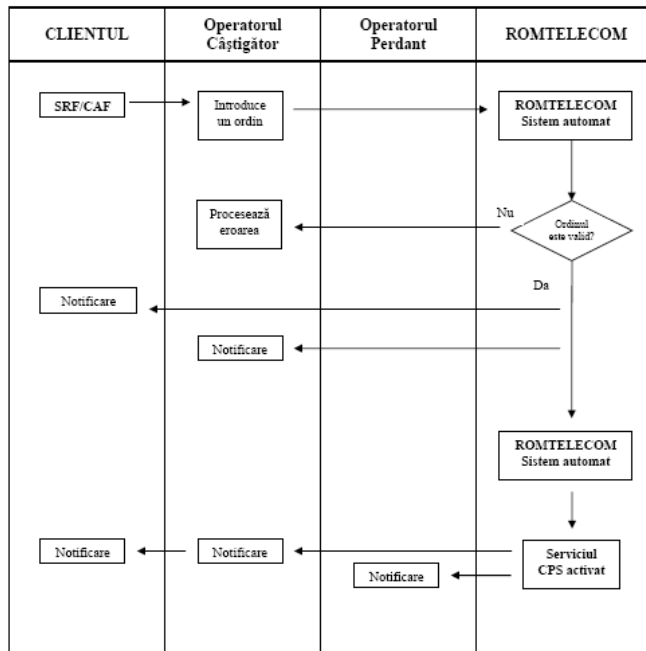 CLIENTUL
Operatorul
Câștigător
Operatorul
Perdant
ROMTELECOM
SRF/CAF
Introduce
un ordin
ROMTELECOM
Sistem automat
Procesează
eroarea
Nu
Ordinul
este valid?
Da
Notificare
Notificare
ROMTELECOM
Sistem automat
Notificare
Notificare
Serviciul
CPS activat
Notificare